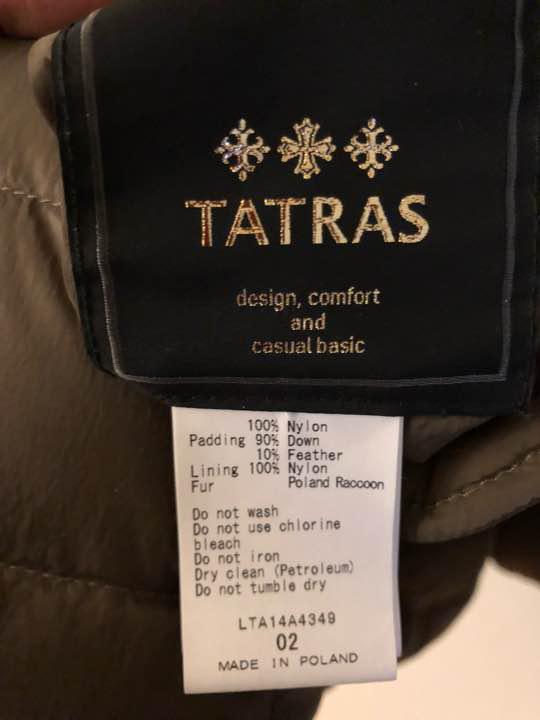 TATRAS
design, comfort
and
casual basic
100% Nylon
Padding 90% Down
10% Feather
Lining 100% Nylon
Fur Poland Raccoon
Do not wash
Do not use chlorine
bleach
Do not iron
Dry clean (Petroleum)
Do not tumble dry
LTA14A4349
02
MADE IN POLAND